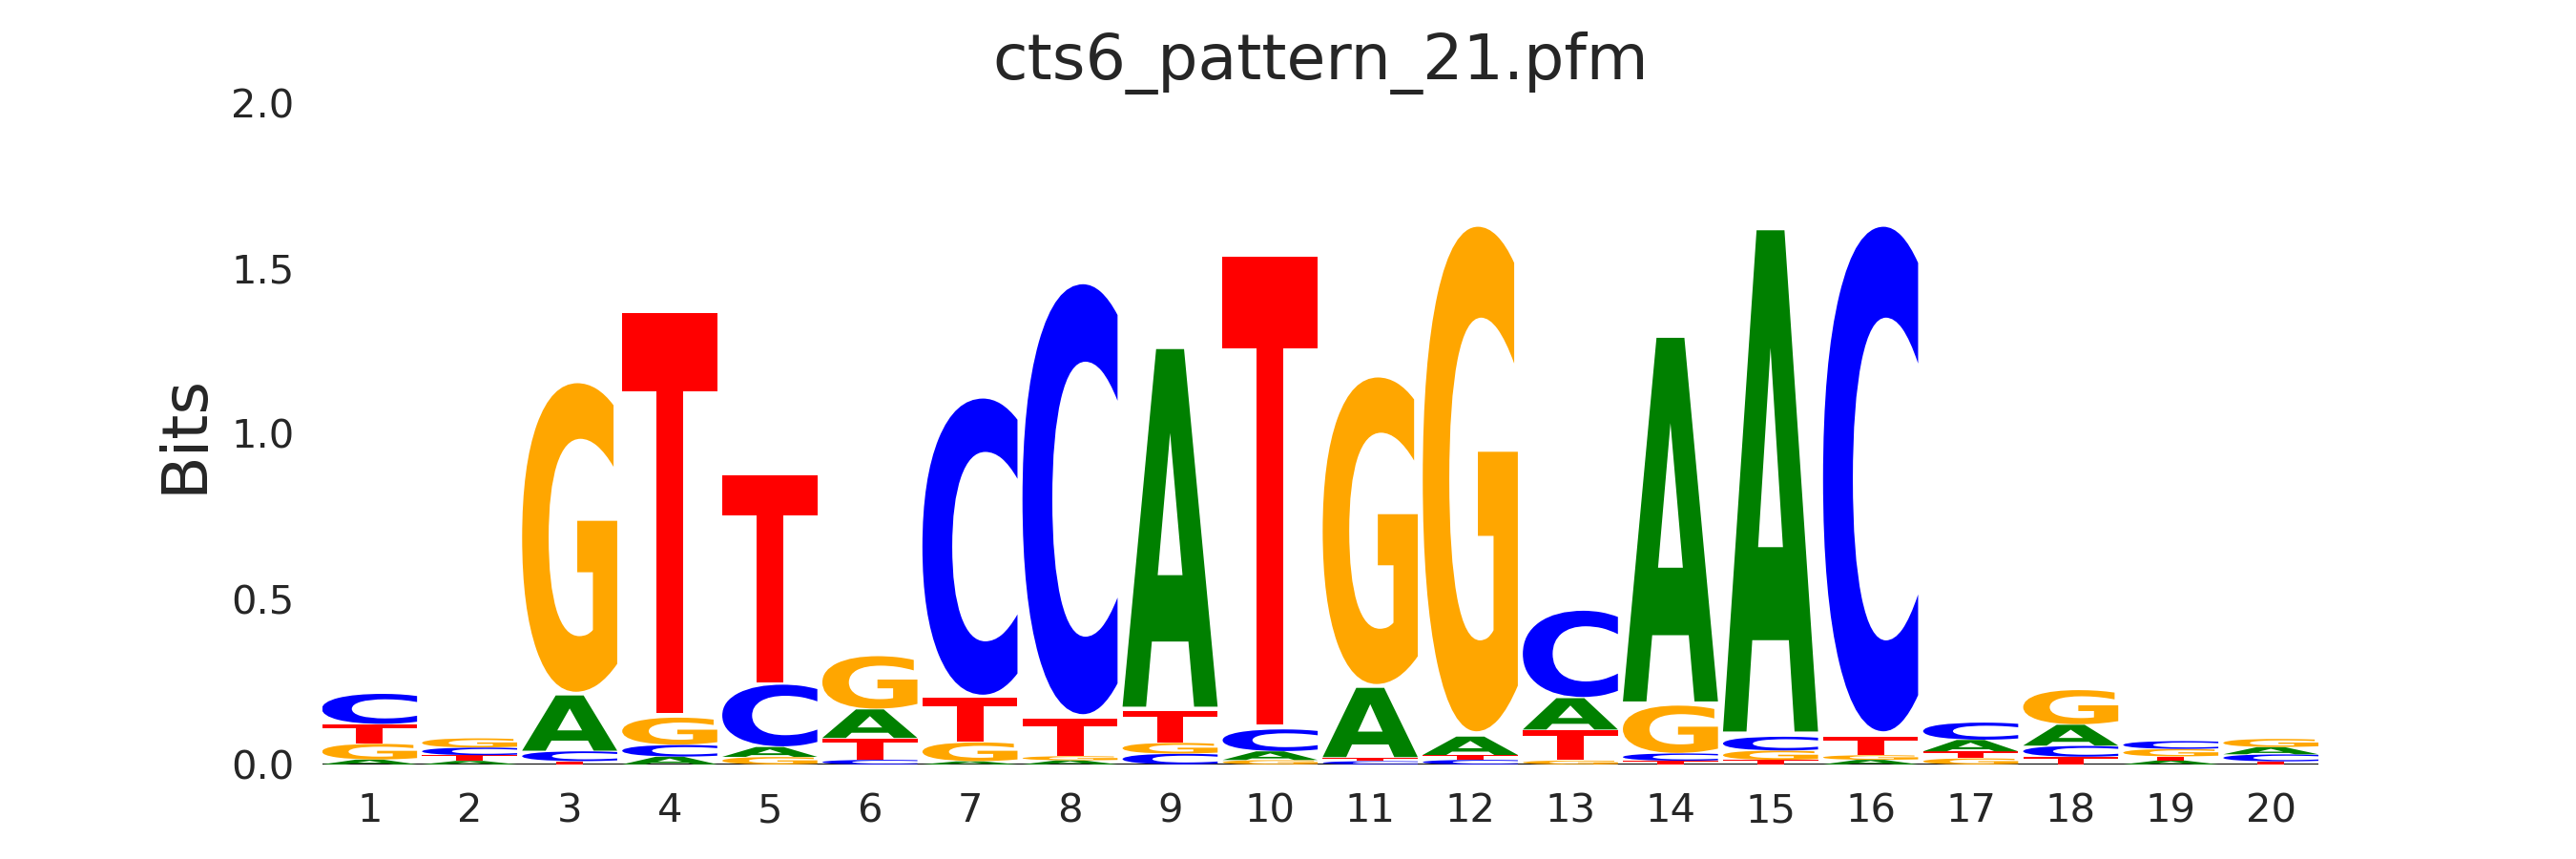 cts6_pattern_21.pfm
2.0
1.5
1.0
0.5
0.0
Bits
1 2 3 4 5 6 7 8 9 10 11 12 13 14 15 16 17 18 19 20
C G G T T G C C A T G G C A A C C G C G
T C A G C A T T T C A A A G C T A A G A
G T C C A T G G G A T T T C G G T C T C
A A T A G C A A C G C C G T T A G T A T